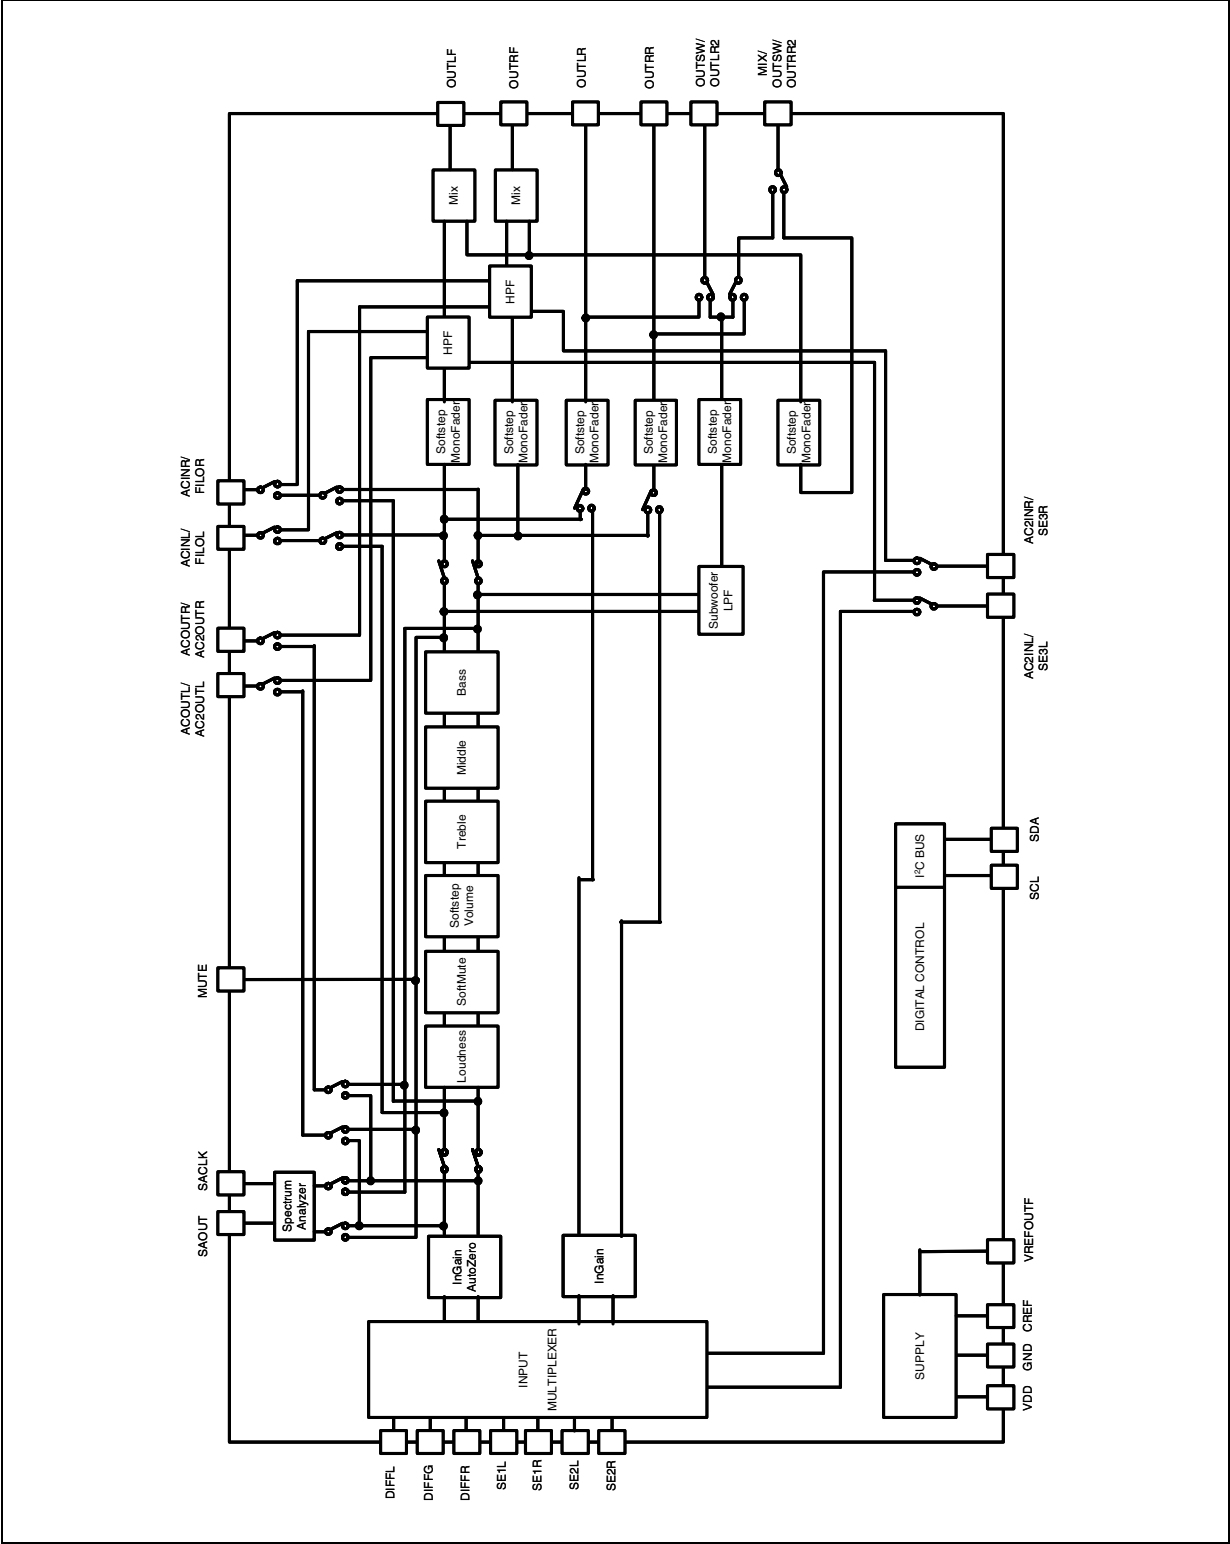 OUTLF
OUTRF
OUTLR
OUTRR
OUTSW/
OUTLR2
MIX/
OUTSW/
OUTRR2
Mix
Mix
HPF
HPF
Softstep
MonoFader
Softstep
MonoFader
Softstep
MonoFader
Softstep
MonoFader
Softstep
MonoFader
Softstep
MonoFader
ACINR/
FILOR
ACINL/
FILOL
ACOUTR/
AC2OUTR
ACOUTL/
AC2OUTL
MUTE
SACLK
SAOUT
AC2INR/
SE3R
AC2INL/
SE3L
Subwoofer
LPF
Bass
Middle
Treble
Softstep
Volume
SoftMute
Loudness
Spectrum
Analyzer
InGain
AutoZero
InGain
INPUT
MULTIPLEXER
I²C BUS
DIGITAL CONTROL
SDA
SCL
SUPPLY
VREFOUTF
CREF
GND
VDD
DIFFL
DIFFG
DIFFR
SE1L
SE1R
SE2L
SE2R